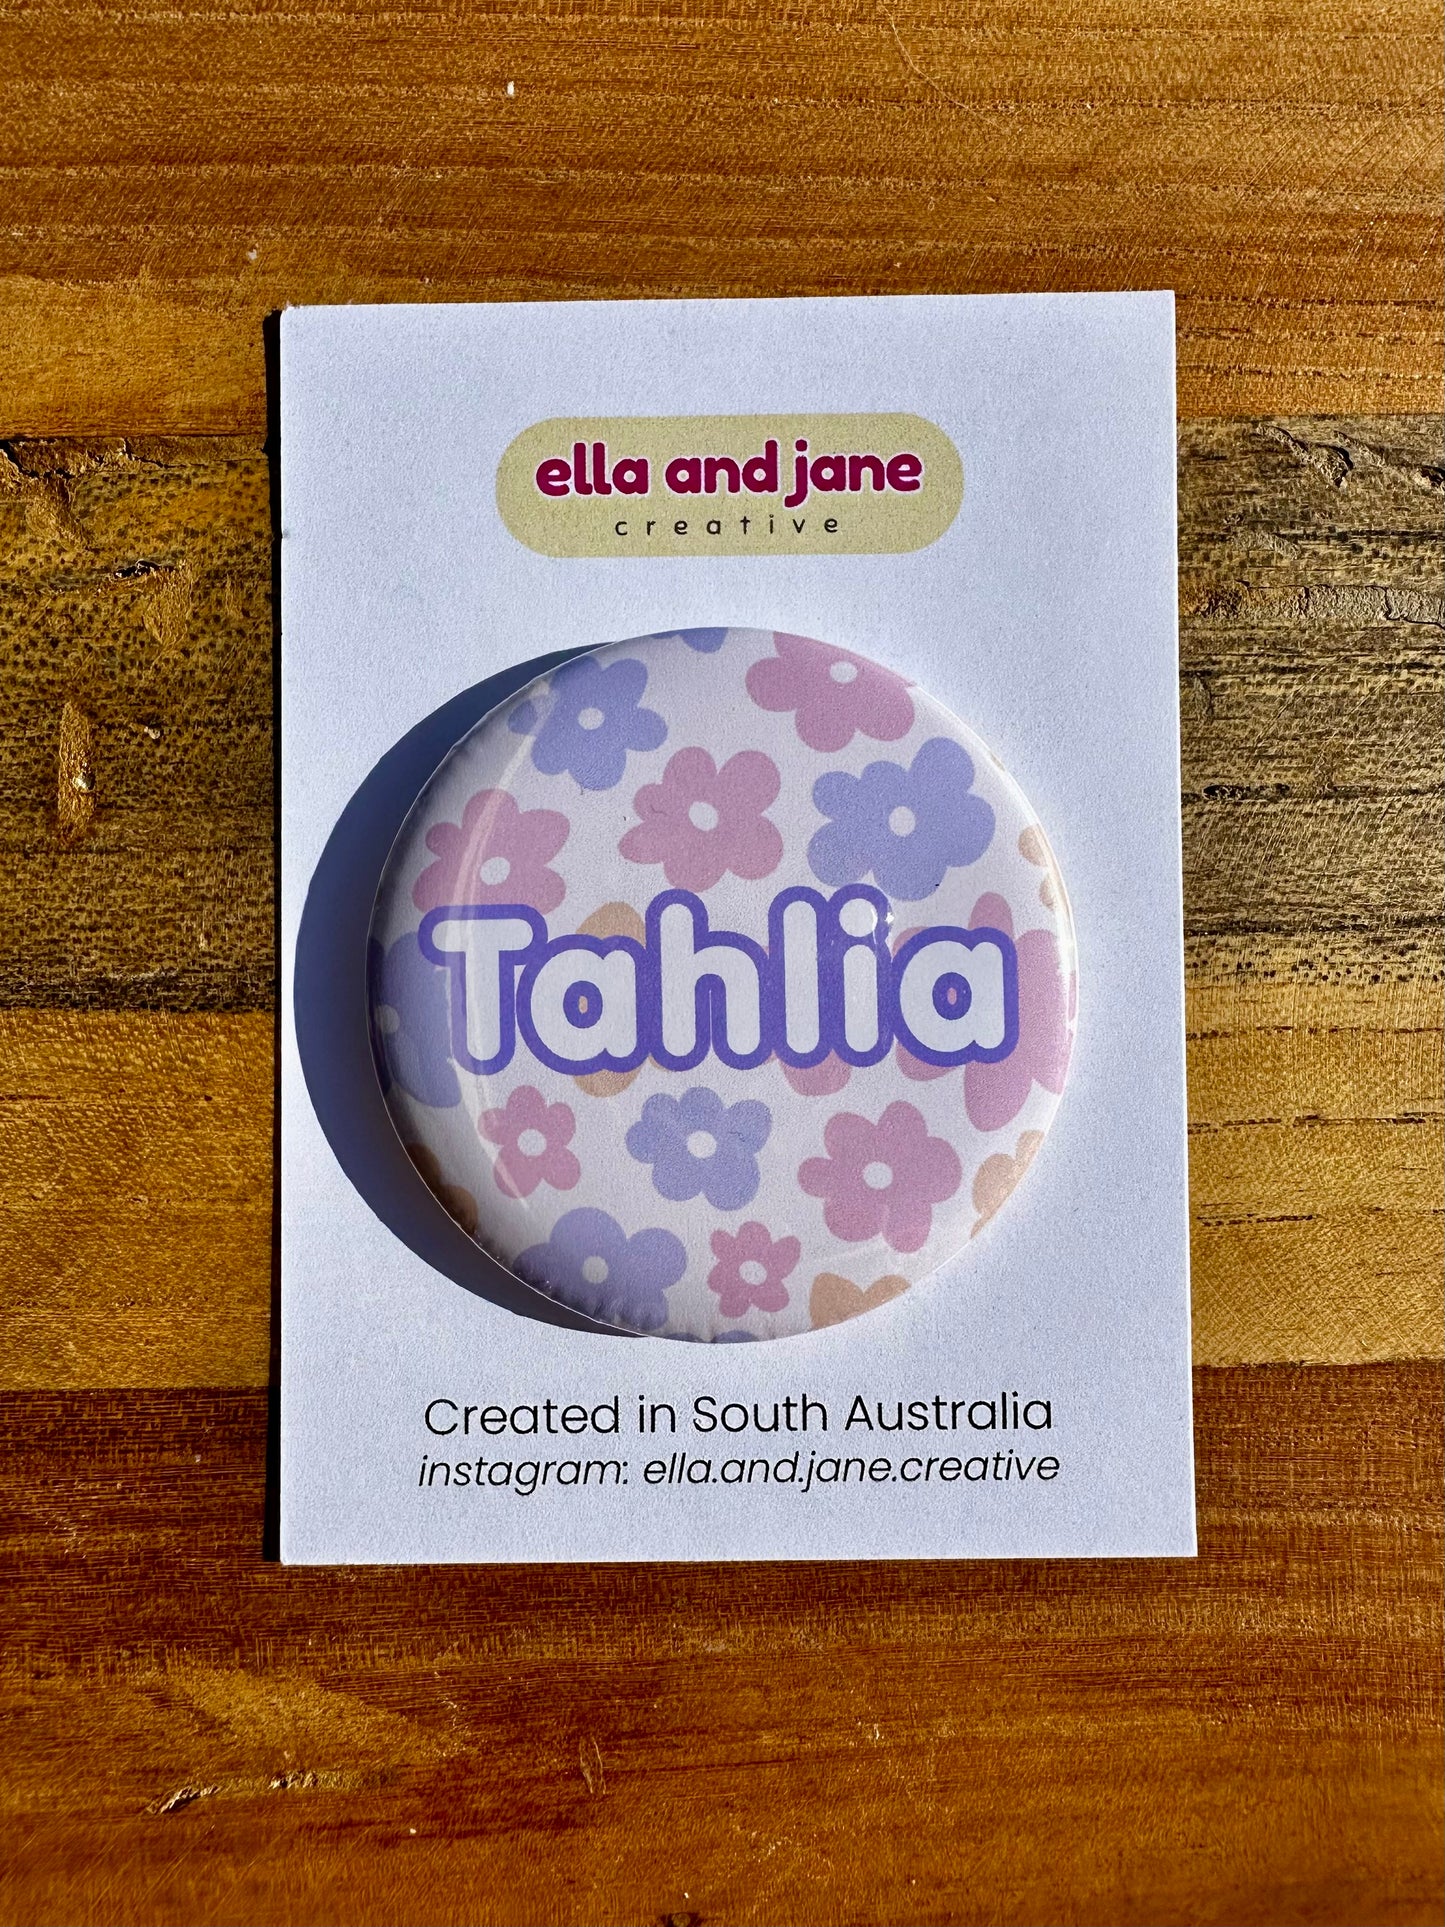 ella and jane
creative
Tahlia
Created in South Australia
instagram: ella.and.jane.creative